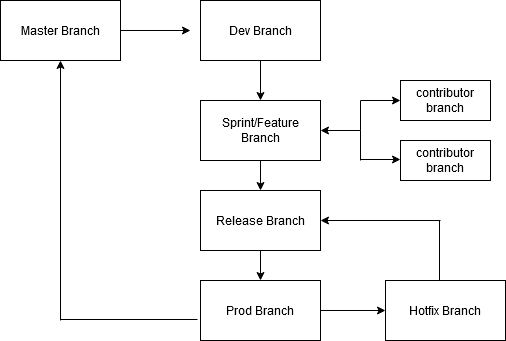 Master Branch
Dev Branch
Sprint/Feature
Branch
contributor
branch
contributor
branch
Release Branch
Prod Branch
Hotfix Branch